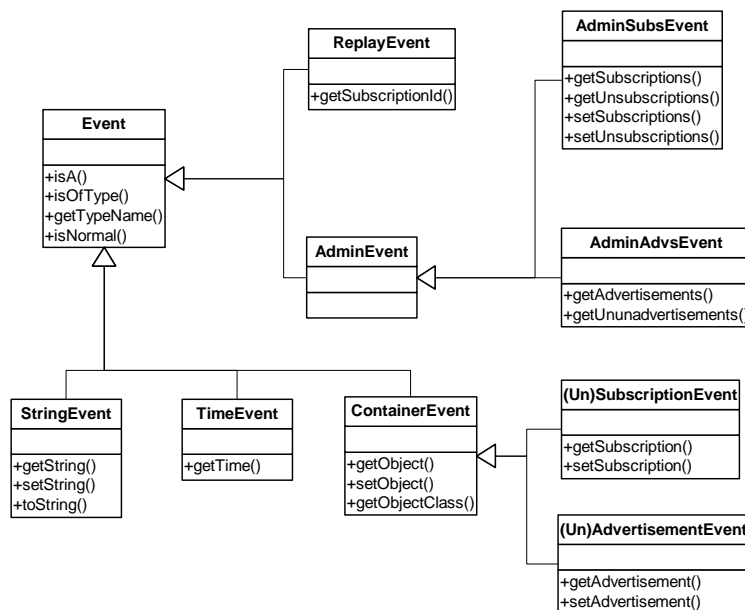 ReplayEvent
+getSubscriptionId()
AdminSubsEvent
+getSubscriptions()
+getUnsubscriptions()
+setSubscriptions()
+setUnsubscriptions()
Event
+isA()
+isOfType()
+getTypeName()
+isNormal()
AdminEvent
AdminAdvsEvent
+getAdvertisements()
+getUnunadvertisements()
StringEvent
+getString()
+setString()
+toString()
TimeEvent
+getTime()
ContainerEvent
+getObject()
+setObject()
+getObjectClass()
(Un)SubscriptionEvent
+getSubscription()
+setSubscription()
(Un)AdvertisementEvent
+getAdvertisement()
+setAdvertisement()